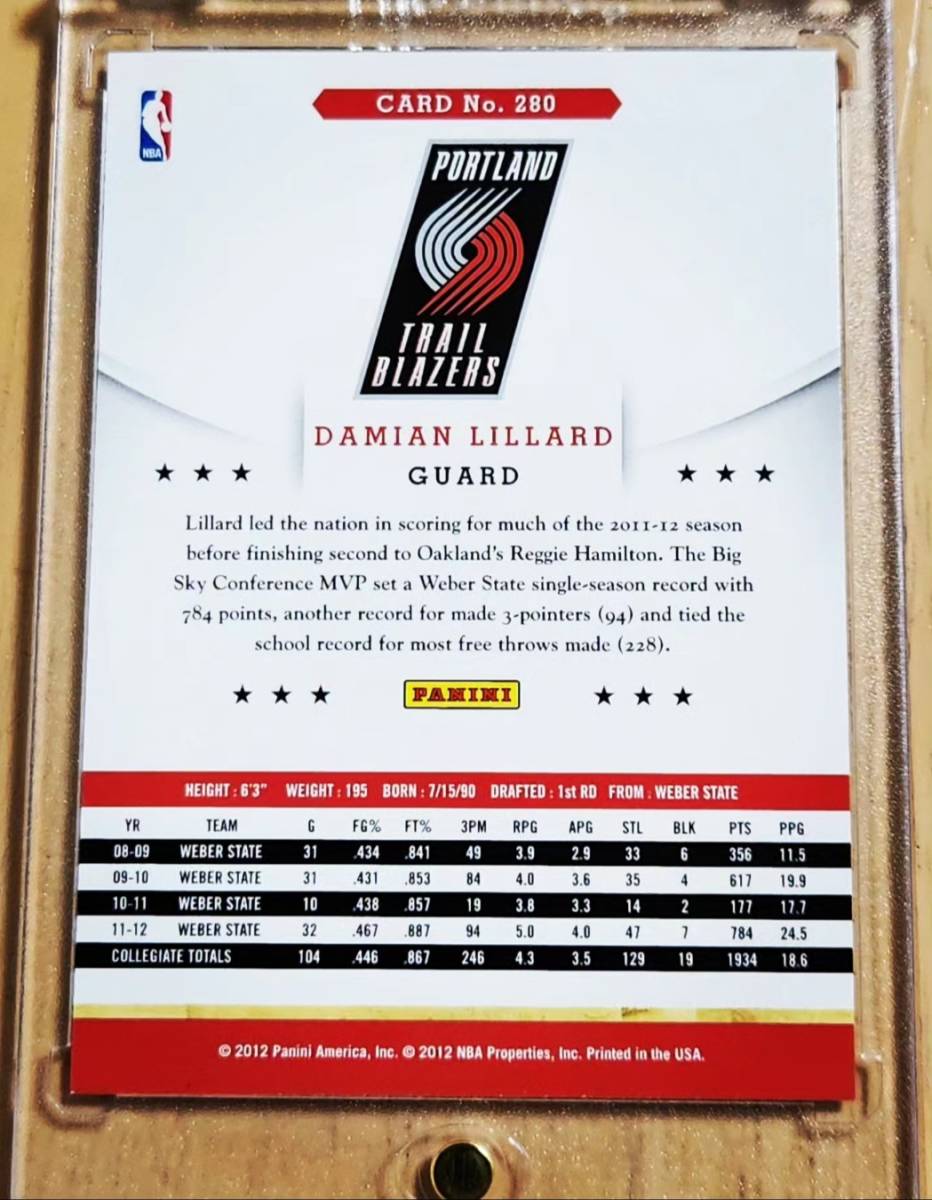 CARD No. 280
NBA
PORTLAND
TRAIL
BLAZERS
DAMIAN LILLARD
GUARD
Lillard led the nation in scoring for much of the 2011-12 season
before finishing second to Oakland's Reggie Hamilton. The Big
Sky Conference MVP set a Weber State single-season record with
784 points, another record for made 3-pointers (94) and tied the
school record for most free throws made (228).
PANINI
HEIGHT : 6'3" WEIGHT : 195 BORN : 7/15/90 DRAFTED : 1st RD FROM : WEBER STATE
YR TEAM G FG% FT% 3PM RPG APG STL BLK PTS PPG
08-09 WEBER STATE 31 .434 .841 49 3.9 2.9 33 6 356 11.5
09-10 WEBER STATE 31 .431 .853 84 4.0 3.6 35 4 617 19.9
10-11 WEBER STATE 10 .438 .857 19 3.8 3.3 14 2 177 17.7
11-12 WEBER STATE 32 .467 .887 94 5.0 4.0 47 7 784 24.5
COLLEGIATE TOTALS 104 .446 .867 246 4.3 3.5 129 19 1934 18.6
© 2012 Panini America, Inc. © 2012 NBA Properties, Inc. Printed in the USA.